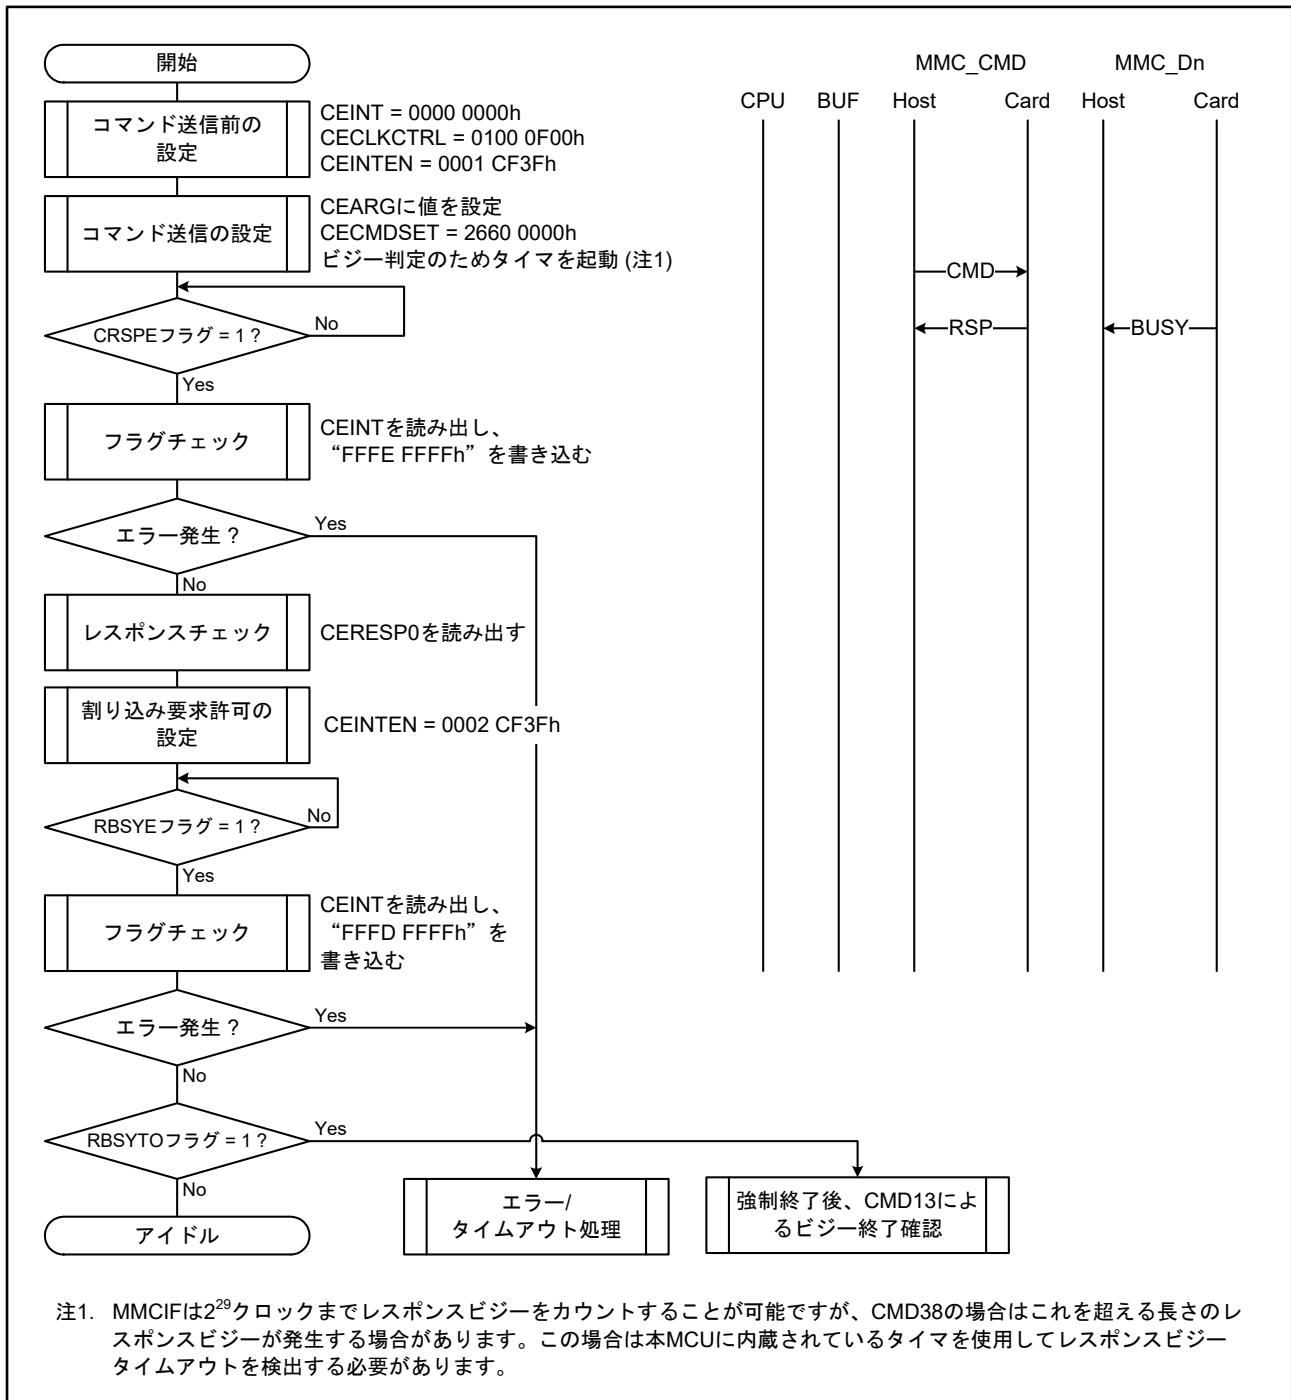 開始
コマンド送信前の
設定
CEINT = 0000 0000h
CECLKCTRL = 0100 0F00h
CEINTEN = 0001 CF3Fh
コマンド送信の設定
CEARGに値を設定
CECMDSET = 2660 0000h
ビジー判定のためタイマを起動 (注1)
CRSPEフラグ = 1 ?
No
Yes
フラグチェック
CEINTを読み出し、
“FFFE FFFFh”を書き込む
エラー発生 ?
Yes
No
レスポンスチェック
CERESP0を読み出す
割り込み要求許可の
設定
CEINTEN = 0002 CF3Fh
RBSYEフラグ = 1 ?
No
Yes
フラグチェック
CEINTを読み出し、
“FFFD FFFFh”を
書き込む
エラー発生 ?
Yes
No
RBSYTOフラグ = 1 ?
Yes
No
アイドル
エラー/
タイムアウト処理
強制終了後、CMD13によ
るビジー終了確認
MMC_CMD
MMC_Dn
CPU
BUF
Host
Card
Host
Card
CMD
RSP
BUSY
注1. MMCIFは2²⁹クロックまでレスポンスビジーをカウントすることが可能ですが、CMD38の場合はこれを超える長さのレ
スポンスビジーが発生する場合があります。この場合は本MCUに内蔵されているタイマを使用してレスポンスビジー
タイムアウトを検出する必要があります。